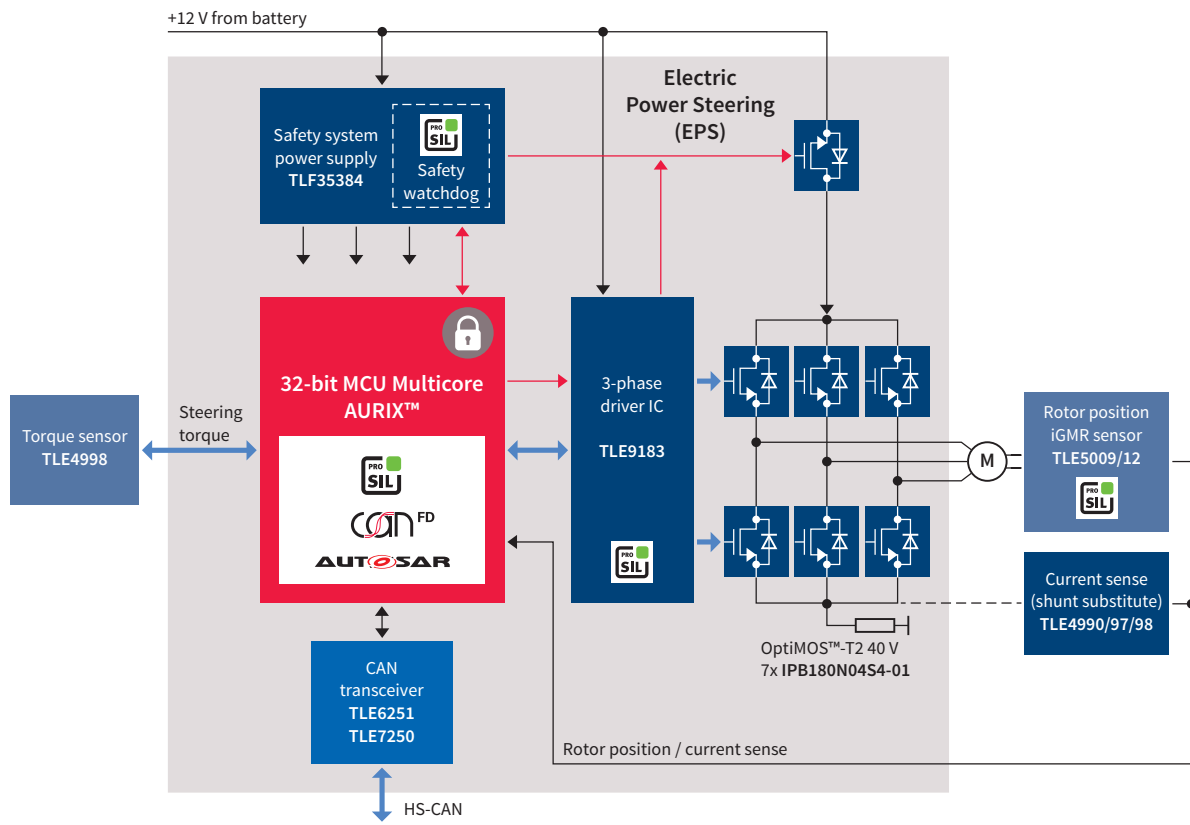 +12 V from battery
Electric
Power Steering
(EPS)
Safety system
power supply
TLF35384
PRO
SIL
Safety
watchdog
32-bit MCU Multicore
AURIX™
PRO
SIL
CAN FD
AUTOSAR
3-phase
driver IC
TLE9183
PRO
SIL
Steering
torque
Torque sensor
TLE4998
M
Rotor position
iGMR sensor
TLE5009/12
PRO
SIL
Current sense
(shunt substitute)
TLE4990/97/98
OptiMOS™-T2 40 V
7x IPB180N04S4-01
CAN
transceiver
TLE6251
TLE7250
Rotor position / current sense
HS-CAN